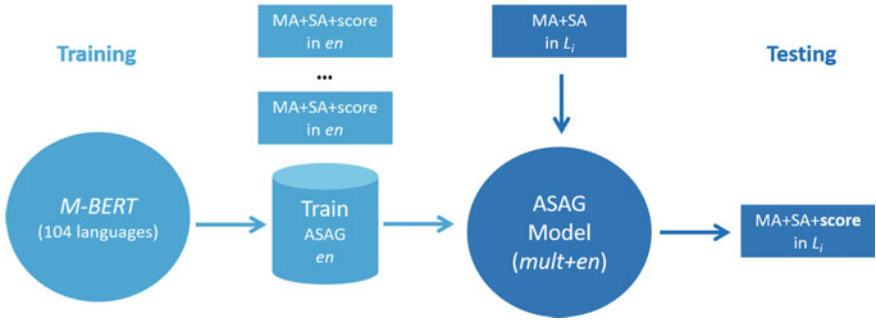 Training
MA+SA+score
in en
...
MA+SA+score
in en
MA+SA
in Li
Testing
M-BERT
(104 languages)
Train
ASAG
en
ASAG
Model
(mult+en)
MA+SA+score
in Li